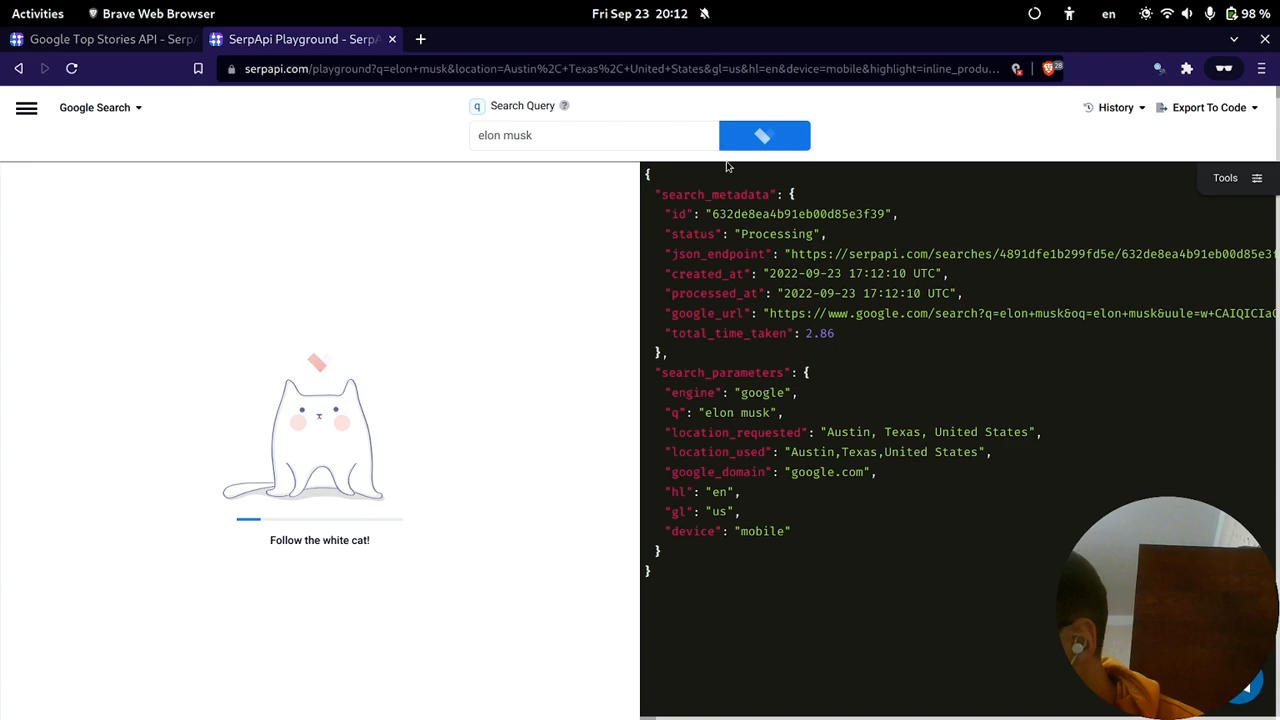 Activities
Brave Web Browser
Fri Sep 23 20:12
en
98 %
Google Top Stories API - Serp
SerpApi Playground - SerpA
serpapi.com/playground?q=elon+musk&location=Austin%2C+Texas%2C+United+States&gl=us&hl=en&device=mobile&highlight=inline_produ...
28
Google Search
q Search Query ?
History
Export To Code
elon musk
Tools
{
"search_metadata": {
"id": "632de8ea4b91eb00d85e3f39",
"status": "Processing",
"json_endpoint": "https://serpapi.com/searches/4891dfe1b299fd5e/632de8ea4b91eb00d85e3f
"created_at": "2022-09-23 17:12:10 UTC",
"processed_at": "2022-09-23 17:12:10 UTC",
"google_url": "https://www.google.com/search?q=elon+musk&oq=elon+musk&uule=w+CAIQICIa
"total_time_taken": 2.86
},
"search_parameters": {
"engine": "google",
"q": "elon musk",
"location_requested": "Austin, Texas, United States",
"location_used": "Austin,Texas,United States",
"google_domain": "google.com",
"hl": "en",
"gl": "us",
"device": "mobile"
}
}
Follow the white cat!